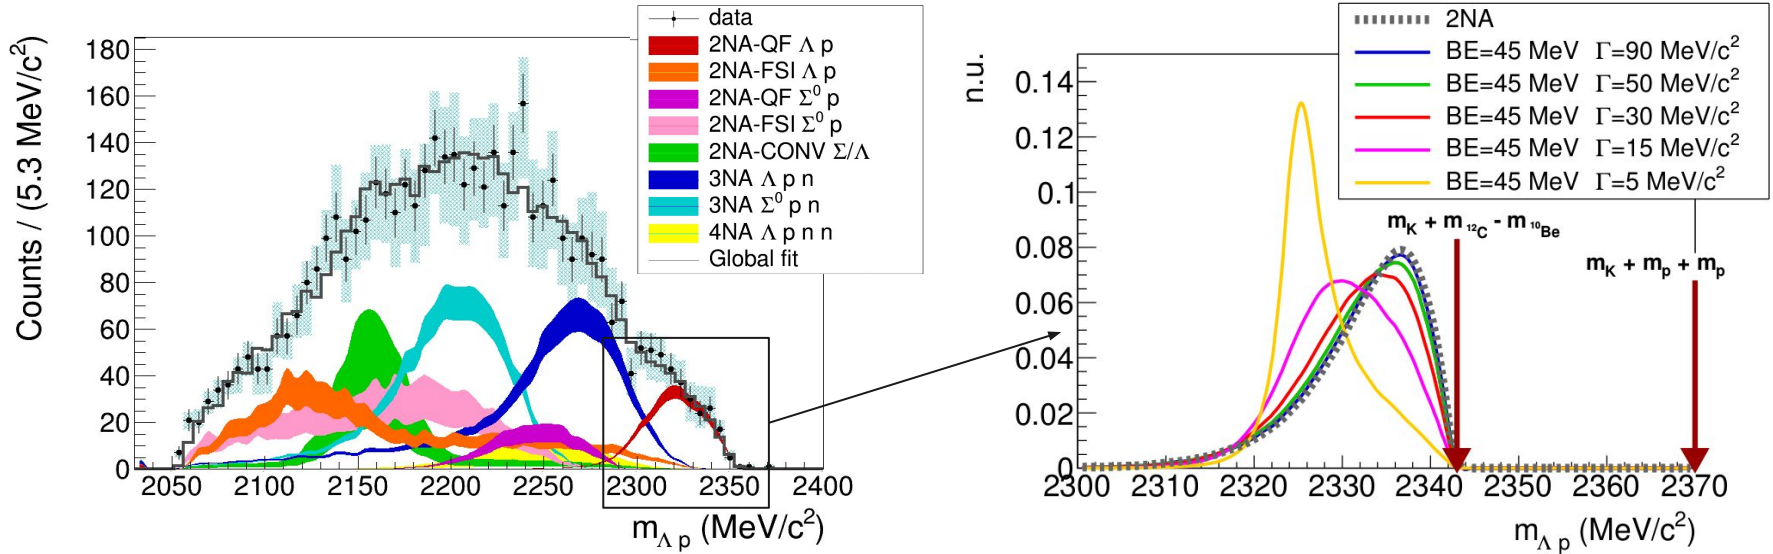 Counts / (5.3 MeV/c²)
180
160
140
120
100
80
60
40
20
0
2050 2100 2150 2200 2250 2300 2350 2400
m_Λ p (MeV/c²)
data
2NA-QF Λ p
2NA-FSI Λ p
2NA-QF Σ⁰ p
2NA-FSI Σ⁰ p
2NA-CONV Σ/Λ
3NA Λ p n
3NA Σ⁰ p n
4NA Λ p n n
Global fit
n.u.
0.14
0.12
0.1
0.08
0.06
0.04
0.02
0
2300 2310 2320 2330 2340 2350 2360 2370
m_Λ p (MeV/c²)
2NA
BE=45 MeV Γ=90 MeV/c²
BE=45 MeV Γ=50 MeV/c²
BE=45 MeV Γ=30 MeV/c²
BE=45 MeV Γ=15 MeV/c²
BE=45 MeV Γ=5 MeV/c²
m_K + m_¹²C - m_¹⁰Be
m_K + m_p + m_p